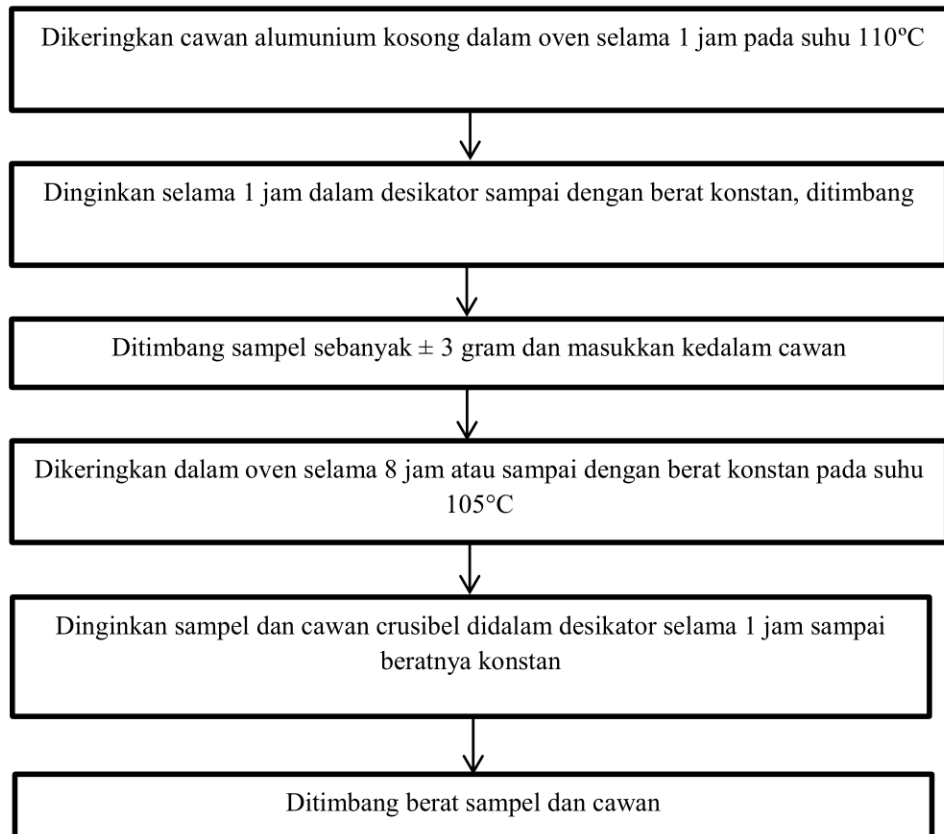 Dikeringkan cawan alumunium kosong dalam oven selama 1 jam pada suhu 110ºC
Dinginkan selama 1 jam dalam desikator sampai dengan berat konstan, ditimbang
Ditimbang sampel sebanyak ± 3 gram dan masukkan kedalam cawan
Dikeringkan dalam oven selama 8 jam atau sampai dengan berat konstan pada suhu
105°C
Dinginkan sampel dan cawan crusibel didalam desikator selama 1 jam sampai
beratnya konstan
Ditimbang berat sampel dan cawan